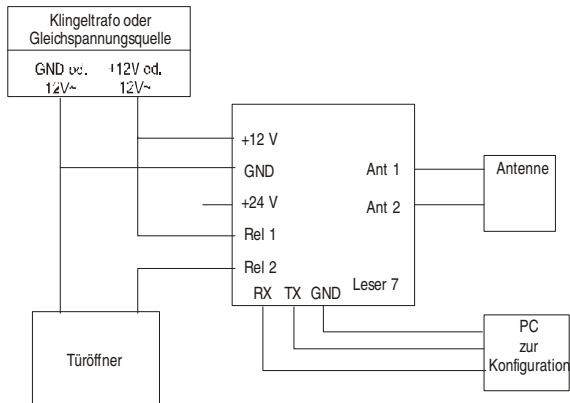 Klingeltrafo oder
Gleichspannungsquelle
GND od. +12V od.
12V~ 12V~
+12 V
GND
+24 V
Rel 1
Rel 2
Ant 1
Ant 2
Leser 7
RX TX GND
Antenne
Türöffner
PC
zur
Konfiguration